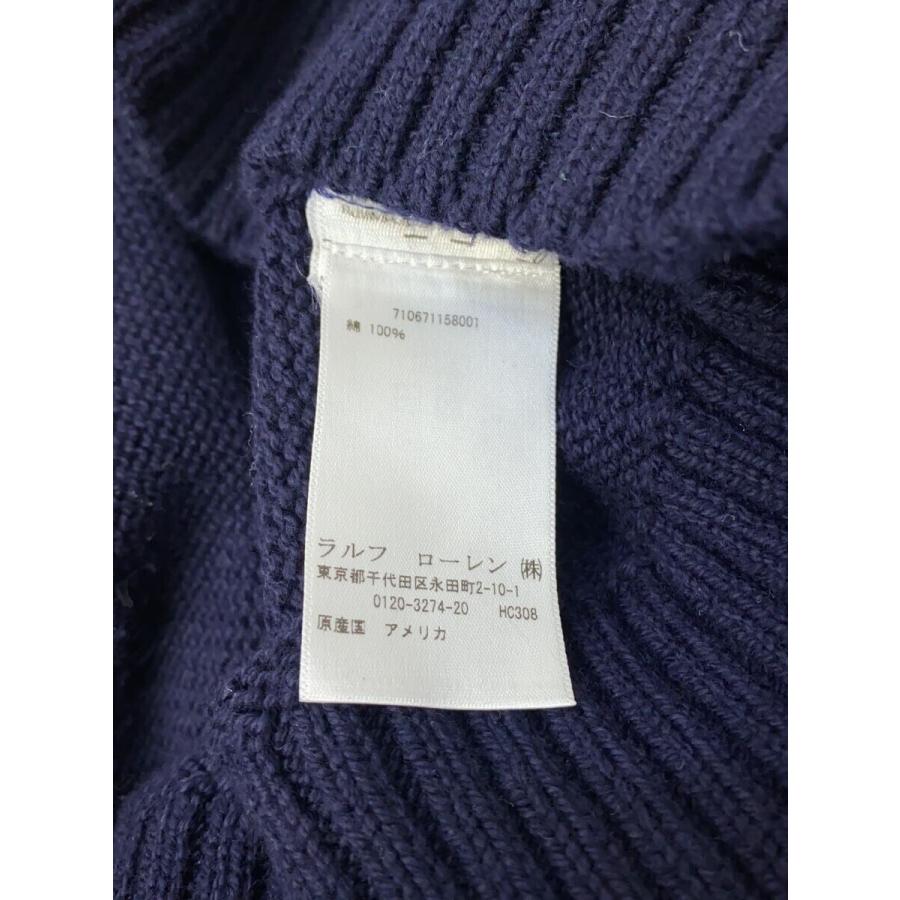 710671158001
綿 100%
ラルフ ローレン ㈱
東京都千代田区永田町2-10-1
0120-3274-20 HC308
原産国 アメリカ